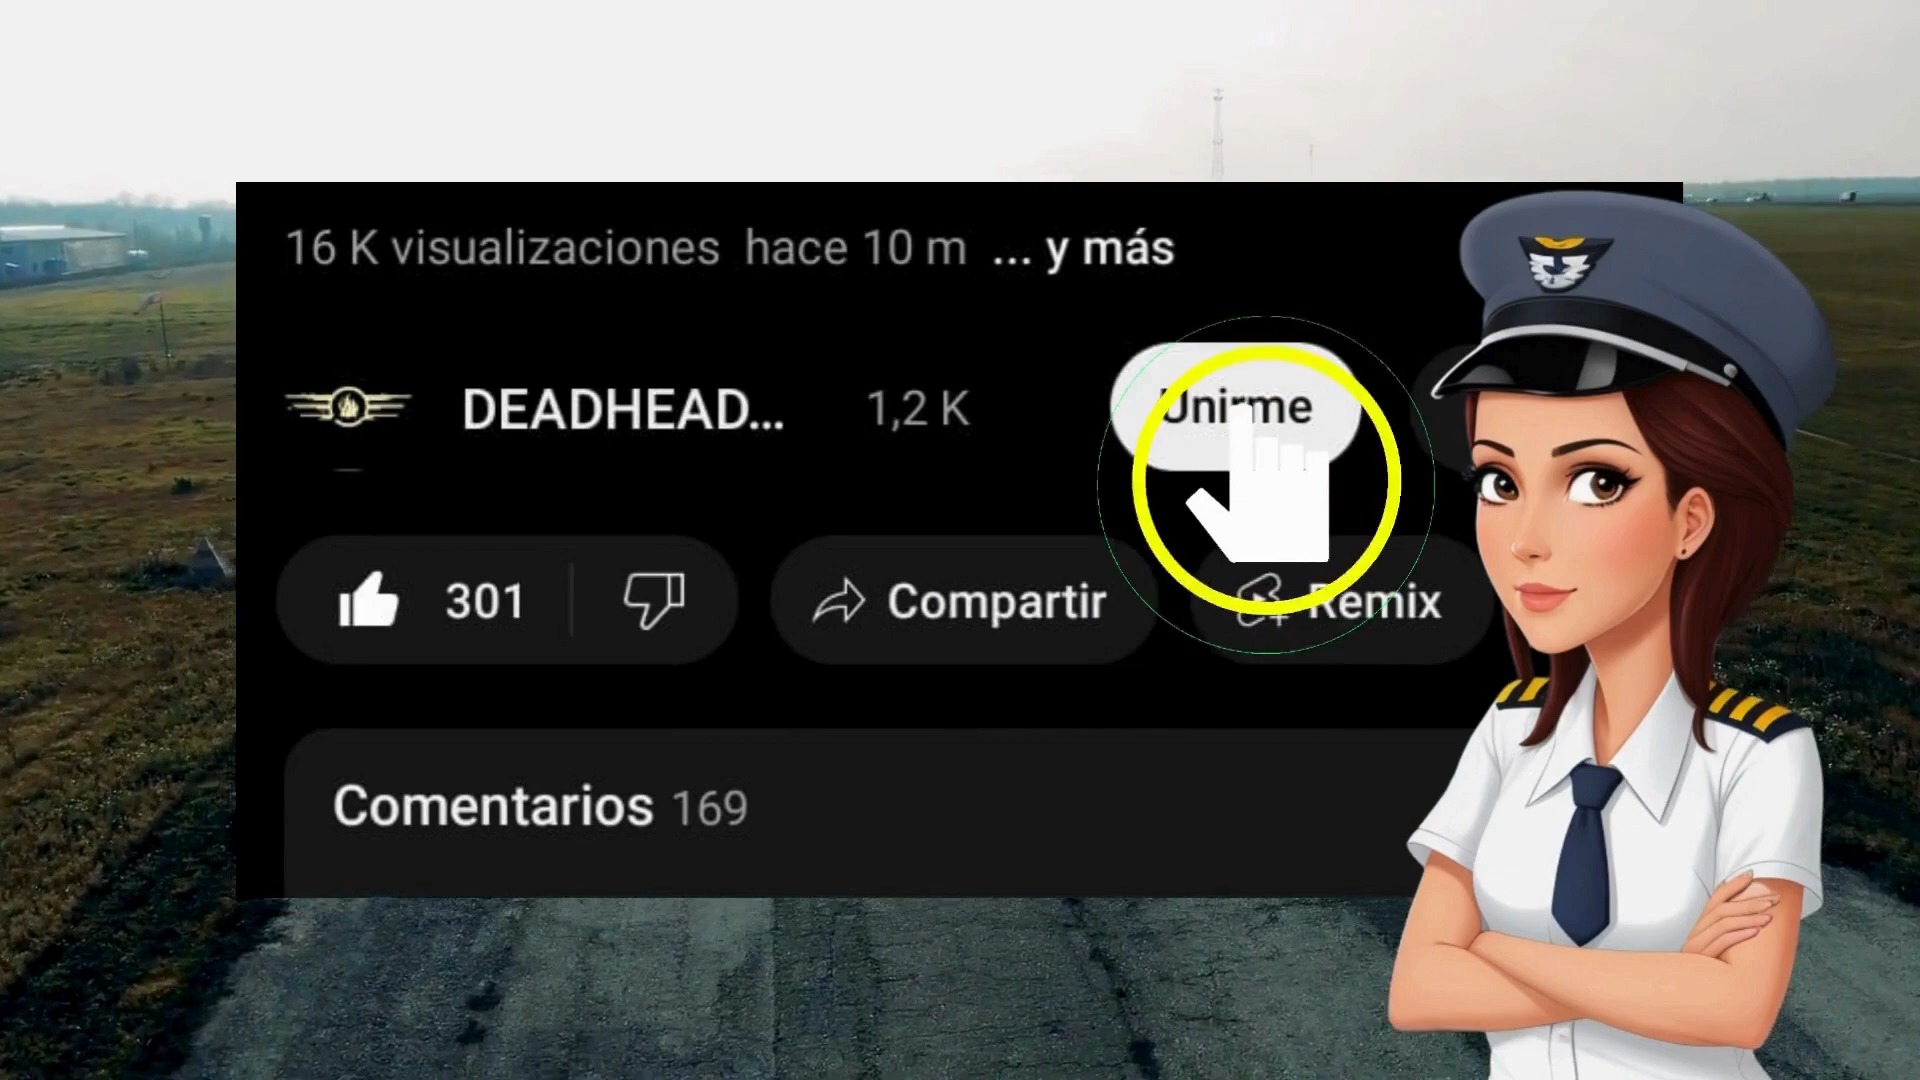 16 K visualizaciones hace 10 m ... y más
DEADHEAD... 1,2 K Unirme
301 Compartir Remix
Comentarios 169